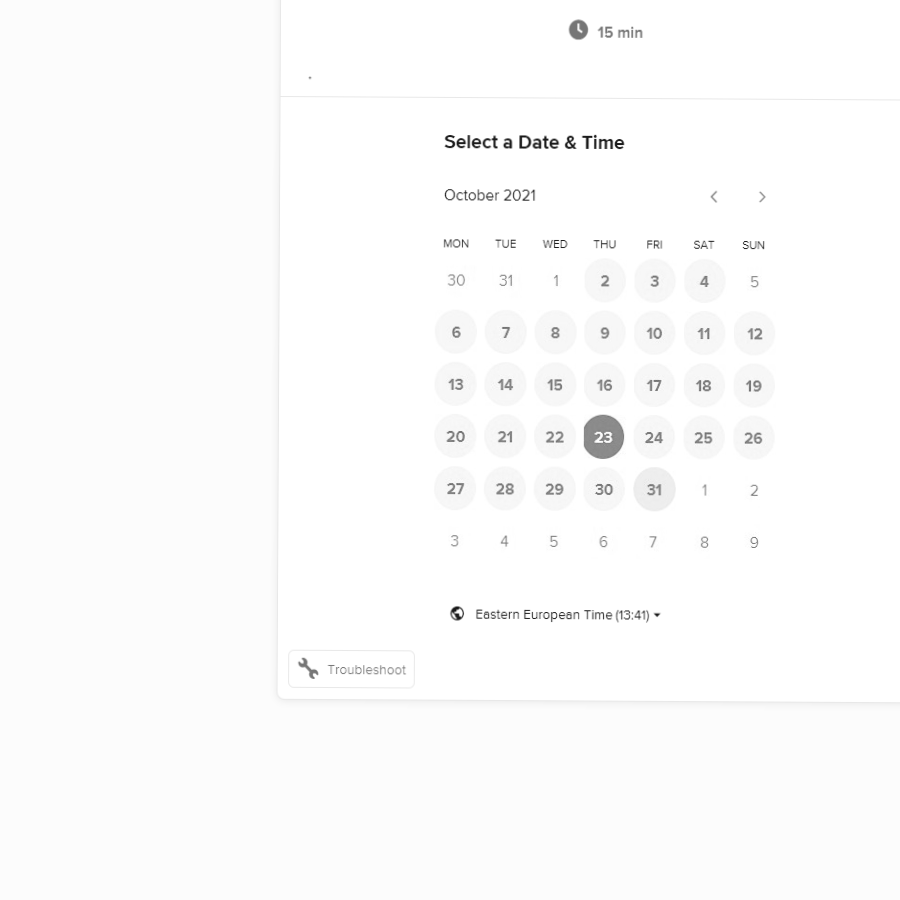 15 min
.
Select a Date & Time
October 2021
MON TUE WED THU FRI SAT SUN
30 31 1 2 3 4 5
6 7 8 9 10 11 12
13 14 15 16 17 18 19
20 21 22 23 24 25 26
27 28 29 30 31 1 2
3 4 5 6 7 8 9
Eastern European Time (13:41)
Troubleshoot